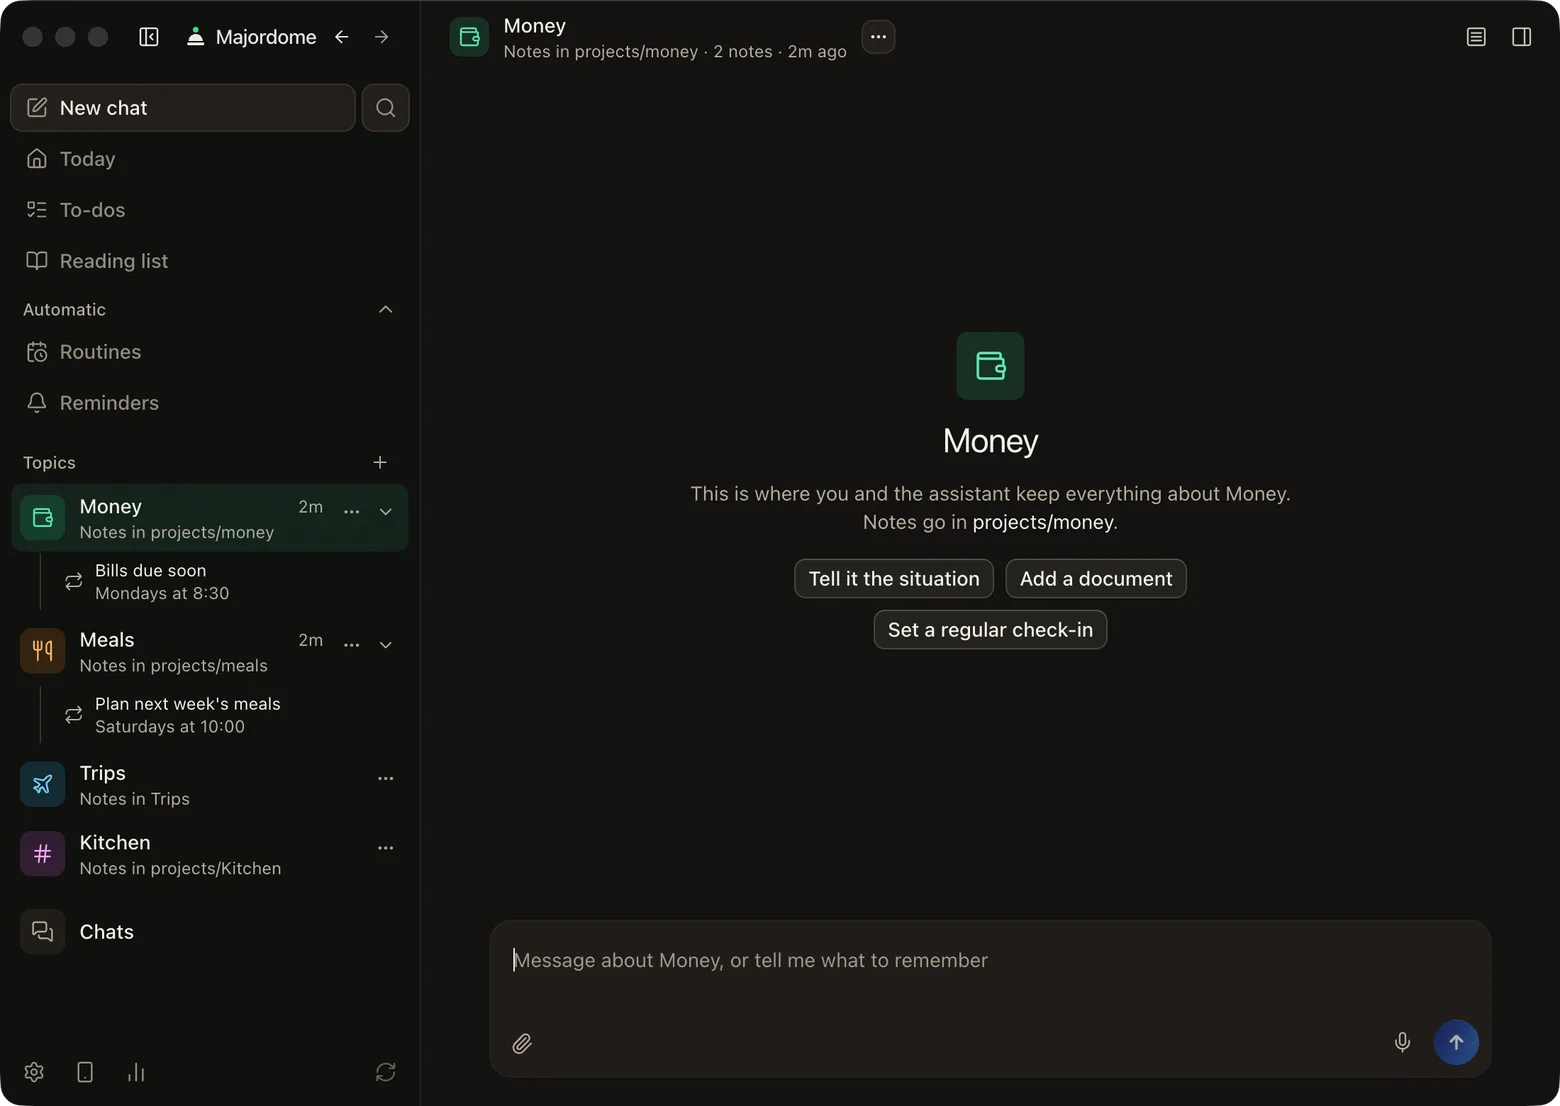 Majordome
New chat
Today
To-dos
Reading list
Automatic
Routines
Reminders
Topics
Money
2m
Notes in projects/money
Bills due soon
Mondays at 8:30
Meals
2m
Notes in projects/meals
Plan next week's meals
Saturdays at 10:00
Trips
Notes in Trips
Kitchen
Notes in projects/Kitchen
Chats
Money
Notes in projects/money · 2 notes · 2m ago
Money
This is where you and the assistant keep everything about Money.
Notes go in projects/money.
Tell it the situation
Add a document
Set a regular check-in
Message about Money, or tell me what to remember